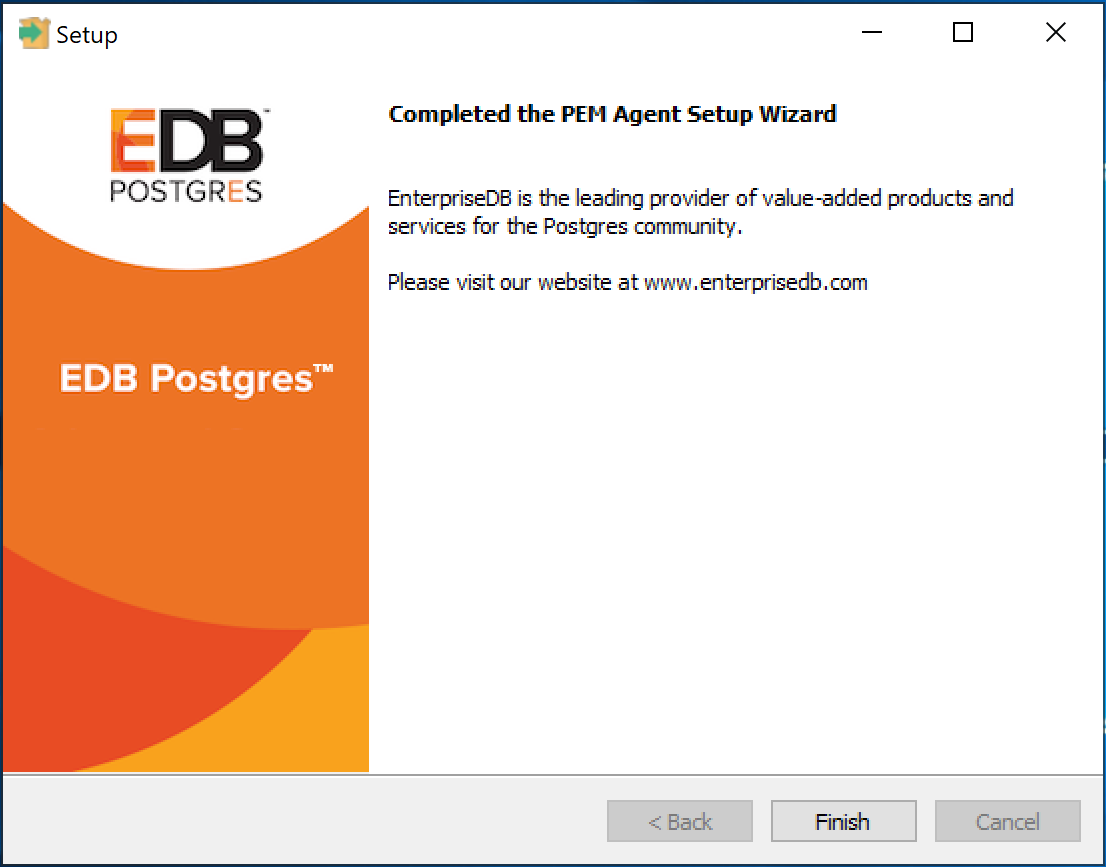 Setup
EDB™
POSTGRES
EDB Postgres™
Completed the PEM Agent Setup Wizard
EnterpriseDB is the leading provider of value-added products and
services for the Postgres community.
Please visit our website at www.enterprisedb.com
< Back
Finish
Cancel